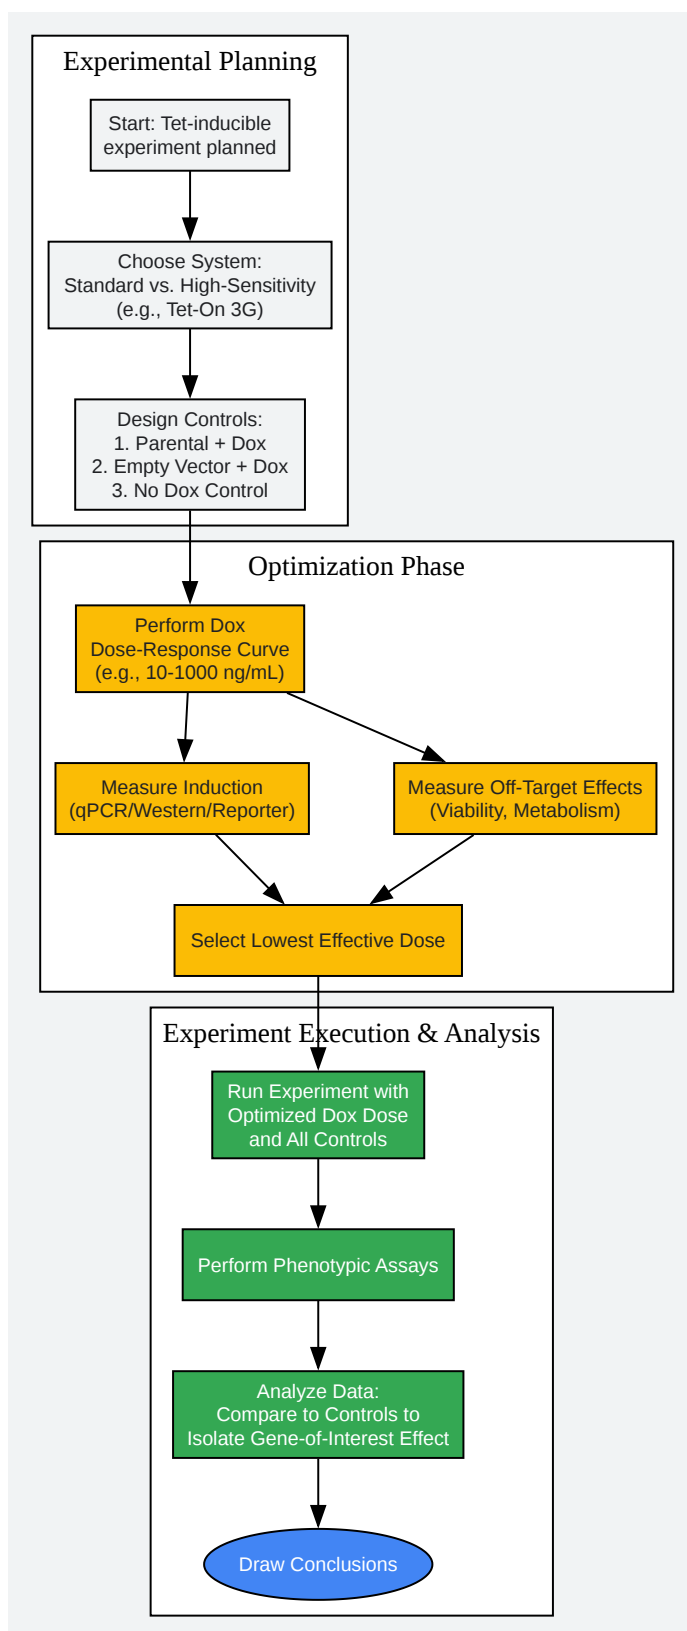 Experimental Planning
Start: Tet-inducible
experiment planned
Choose System:
Standard vs. High-Sensitivity
(e.g., Tet-On 3G)
Design Controls:
1. Parental + Dox
2. Empty Vector + Dox
3. No Dox Control
Optimization Phase
Perform Dox
Dose-Response Curve
(e.g., 10-1000 ng/mL)
Measure Induction
(qPCR/Western/Reporter)
Measure Off-Target Effects
(Viability, Metabolism)
Select Lowest Effective Dose
Experiment Execution & Analysis
Run Experiment with
Optimized Dox Dose
and All Controls
Perform Phenotypic Assays
Analyze Data:
Compare to Controls to
Isolate Gene-of-Interest Effect
Draw Conclusions